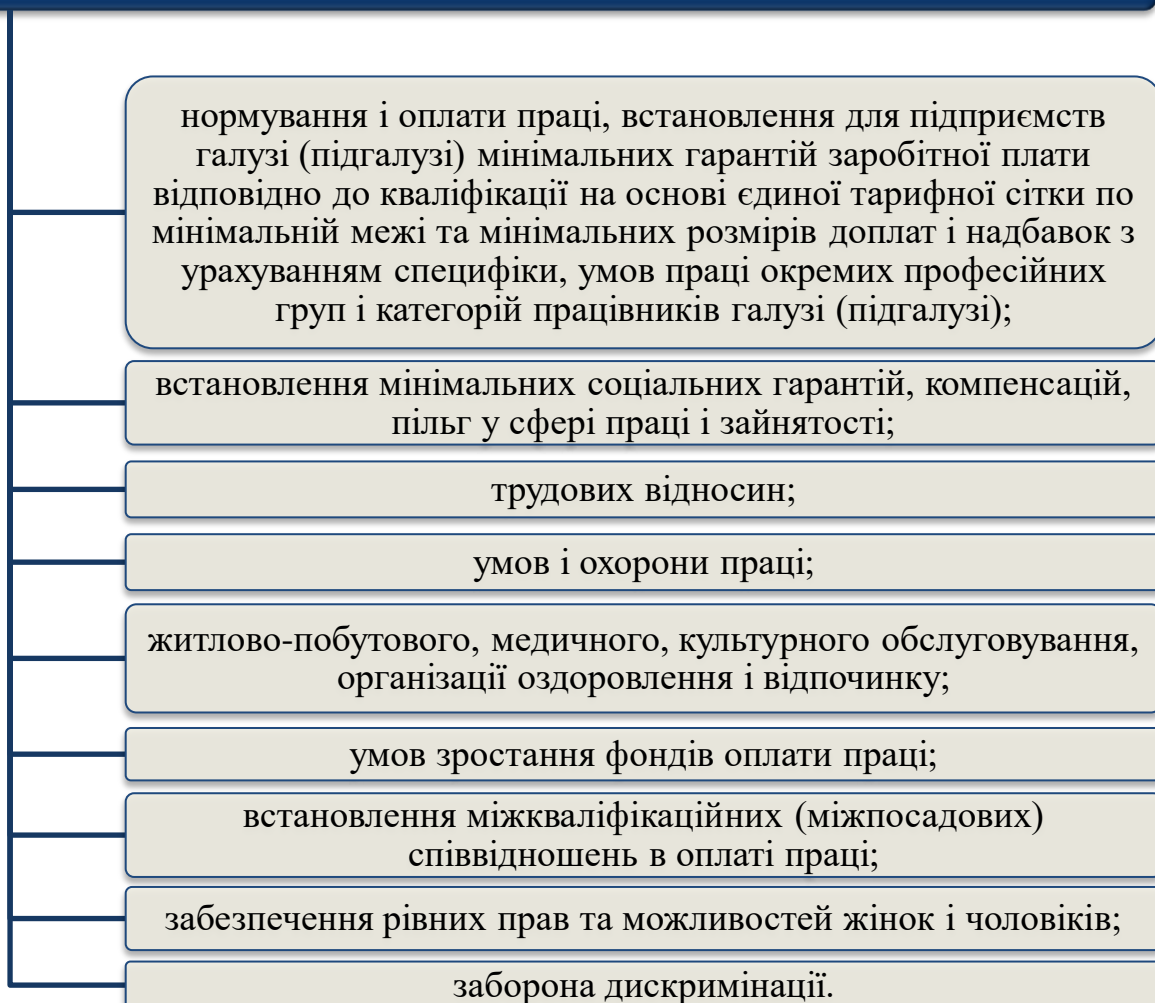 нормування і оплати праці, встановлення для підприємств
галузі (підгалузі) мінімальних гарантій заробітної плати
відповідно до кваліфікації на основі єдиної тарифної сітки по
мінімальній межі та мінімальних розмірів доплат і надбавок з
урахуванням специфіки, умов праці окремих професійних
груп і категорій працівників галузі (підгалузі);
встановлення мінімальних соціальних гарантій, компенсацій,
пільг у сфері праці і зайнятості;
трудових відносин;
умов і охорони праці;
житлово-побутового, медичного, культурного обслуговування,
організації оздоровлення і відпочинку;
умов зростання фондів оплати праці;
встановлення міжкваліфікаційних (міжпосадових)
співвідношень в оплаті праці;
забезпечення рівних прав та можливостей жінок і чоловіків;
заборона дискримінації.